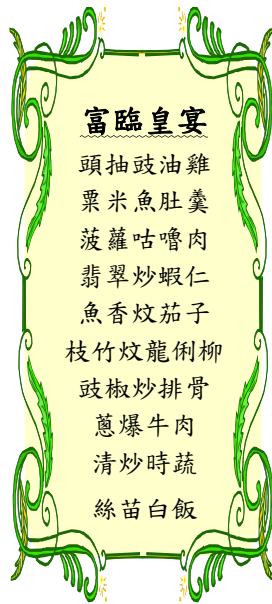 富臨皇宴
頭抽豉油雞
粟米魚肚羹
菠蘿咕嚕肉
翡翠炒蝦仁
魚香炆茄子
枝竹炆龍俐柳
豉椒炒排骨
蔥爆牛肉
清炒時蔬
絲苗白飯